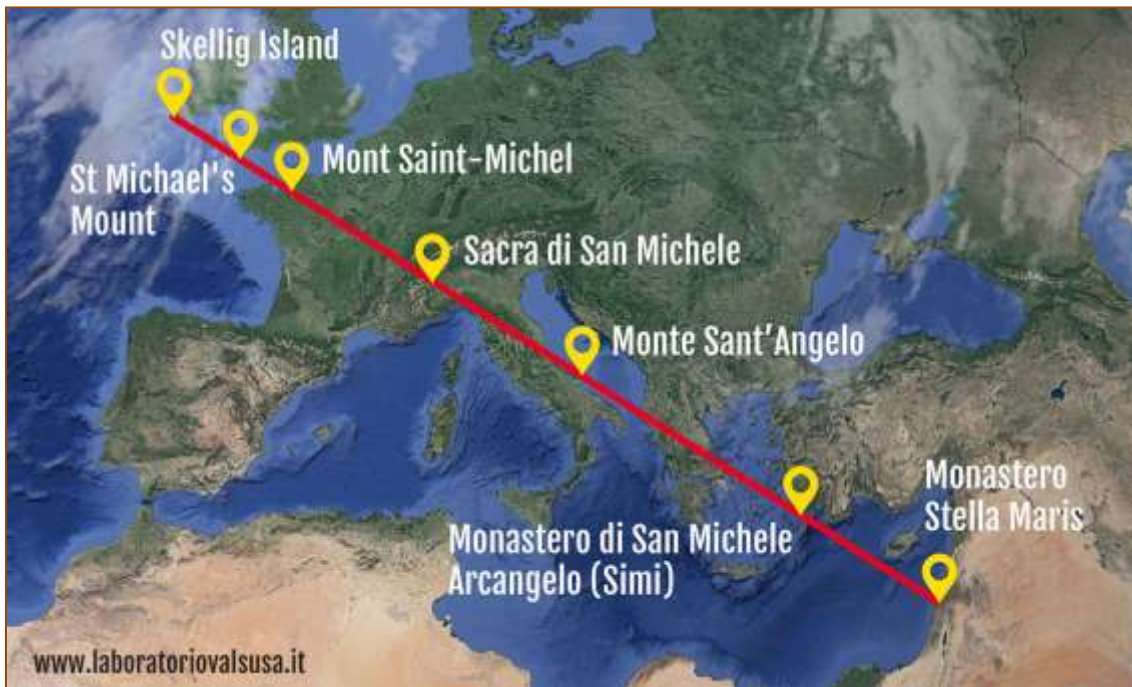 Skellig Island
St Michael's
Mount
Mont Saint-Michel
Sacra di San Michele
Monte Sant'Angelo
Monastero di San Michele
Arcangelo (Simi)
Monastero
Stella Maris
www.laboratoriovalsusa.it